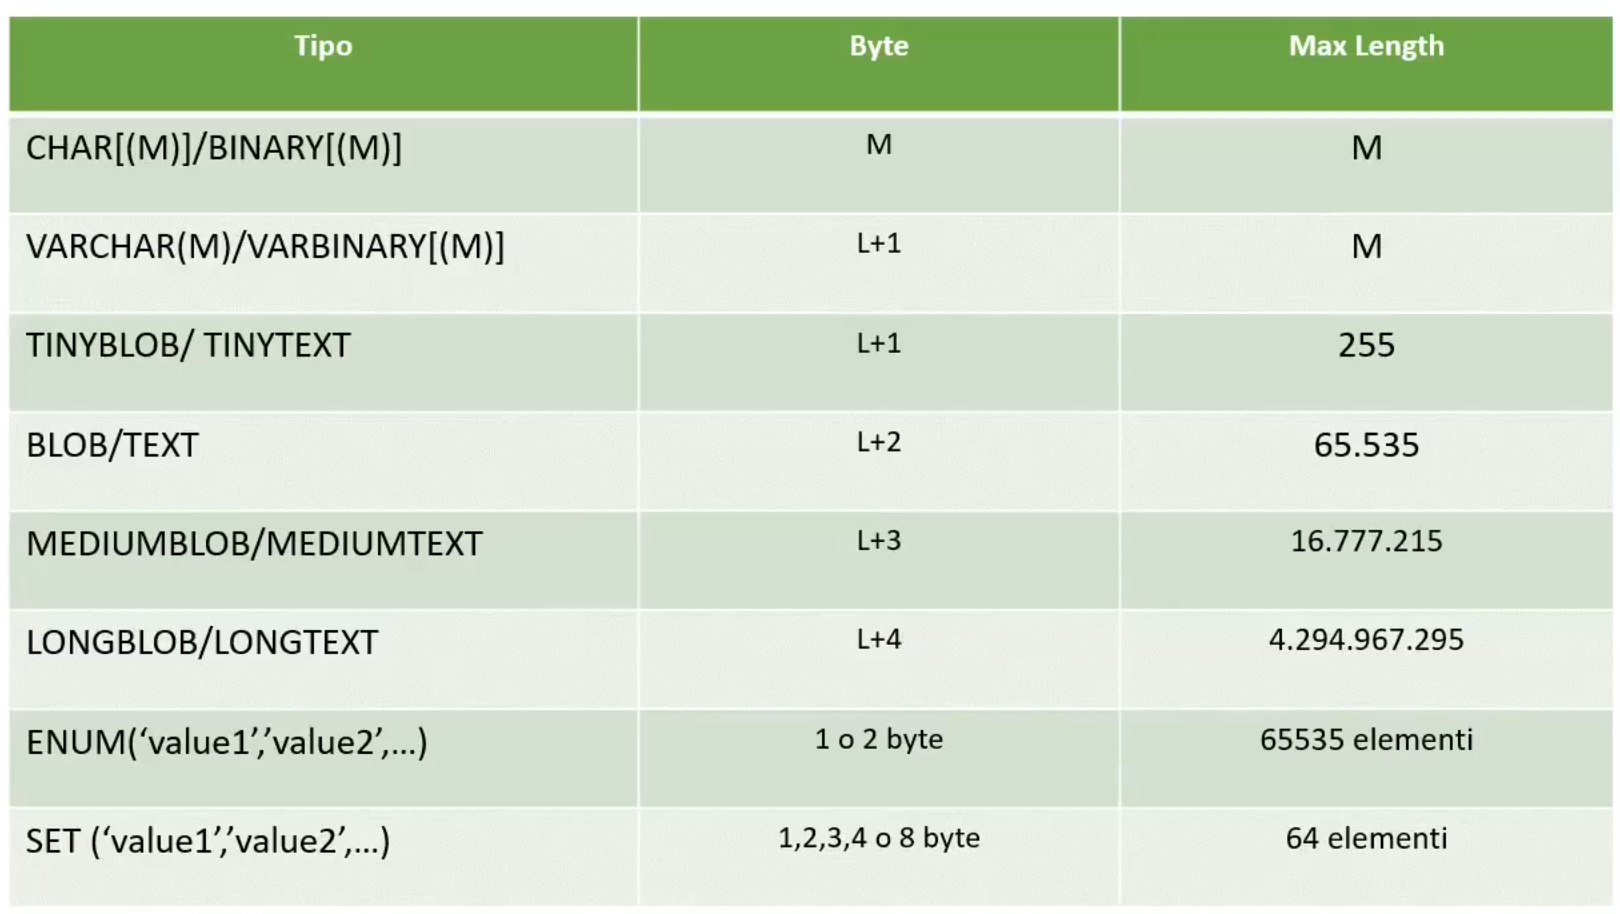 Tipo Byte Max Length
CHAR[(M)]/BINARY[(M)] M M
VARCHAR(M)/VARBINARY[(M)] L+1 M
TINYBLOB/ TINYTEXT L+1 255
BLOB/TEXT L+2 65.535
MEDIUMBLOB/MEDIUMTEXT L+3 16.777.215
LONGBLOB/LONGTEXT L+4 4.294.967.295
ENUM(‘value1’,’value2’,...) 1 o 2 byte 65535 elementi
SET (‘value1’,’value2’,...) 1,2,3,4 o 8 byte 64 elementi